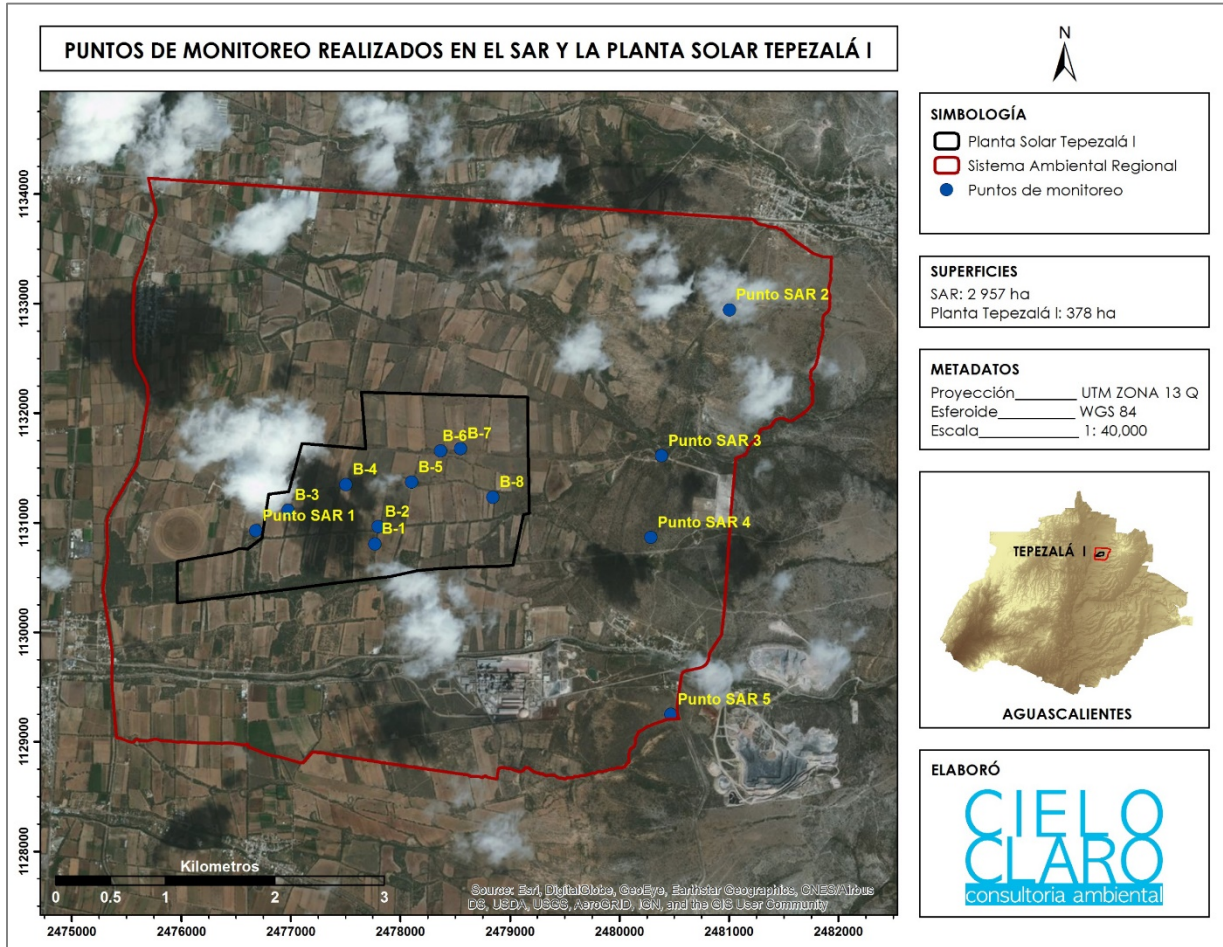 PUNTOS DE MONITOREO REALIZADOS EN EL SAR Y LA PLANTA SOLAR TEPEZALÁ I
N
SIMBOLOGÍA
Planta Solar Tepezalá I
Sistema Ambiental Regional
Puntos de monitoreo
SUPERFICIES
SAR: 2 957 ha
Planta Tepezalá I: 378 ha
METADATOS
Proyección_______ UTM ZONA 13 Q
Esferoide_________ WGS 84
Escala____________ 1: 40,000
TEPEZALÁ I
AGUASCALIENTES
ELABORÓ
CIELO
CLARO
consultoria ambiental
1134000
1133000
1132000
1131000
1130000
1129000
1128000
Punto SAR 2
Punto SAR 3
B-6
B-7
B-4
B-5
B-8
B-3
Punto SAR 1
B-2
B-1
Punto SAR 4
Punto SAR 5
Kilometros
0 0.5 1 2 3
Source: Esri, DigitalGlobe, GeoEye, Earthstar Geographics, CNES/Airbus
DS, USDA, USGS, AeroGRID, IGN, and the GIS User Community
2475000 2476000 2477000 2478000 2479000 2480000 2481000 2482000